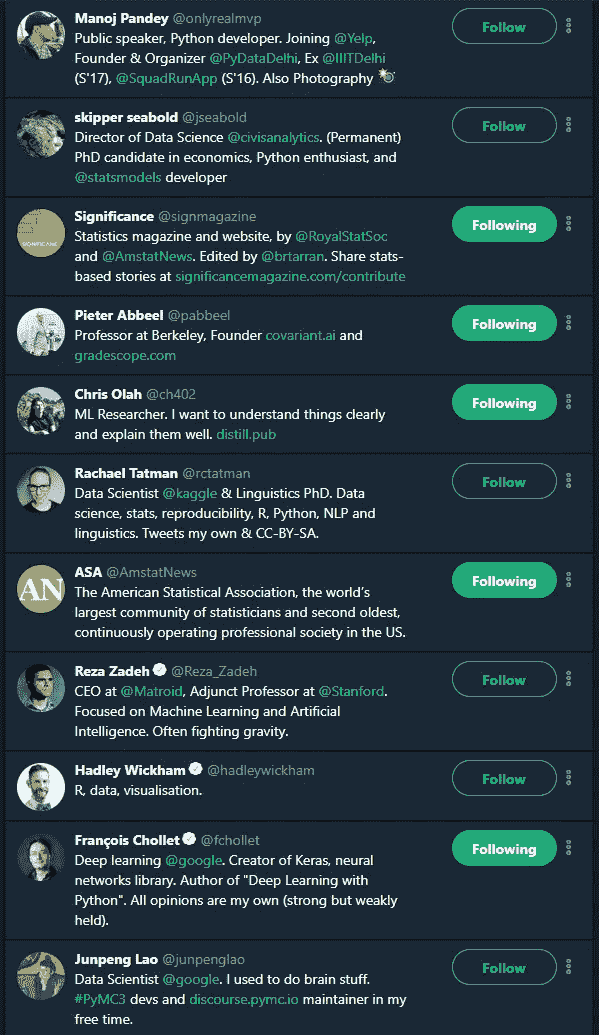 Manoj Pandey @onlyrealmvp
Follow
Public speaker, Python developer. Joining @Yelp,
Founder & Organizer @PyDataDelhi, Ex @IIITDelhi
(S'17), @SquadRunApp (S'16). Also Photography
skipper seabold @jseabold
Follow
Director of Data Science @civisanalytics. (Permanent)
PhD candidate in economics, Python enthusiast, and
@statsmodels developer
Significance @signmagazine
Following
Statistics magazine and website, by @RoyalStatSoc
and @AmstatNews. Edited by @brtarran. Share stats-
based stories at significancemagazine.com/contribute
Pieter Abbeel @pabbeel
Following
Professor at Berkeley, Founder covariant.ai and
gradescope.com
Chris Olah @ch402
Following
ML Researcher. I want to understand things clearly
and explain them well. distill.pub
Rachael Tatman @rctatman
Follow
Data Scientist @kaggle & Linguistics PhD. Data
science, stats, reproducibility, R, Python, NLP and
linguistics. Tweets my own & CC-BY-SA.
AN
ASA @AmstatNews
Following
The American Statistical Association, the world's
largest community of statisticians and second oldest,
continuously operating professional society in the US.
Reza Zadeh @Reza_Zadeh
Follow
CEO at @Matroid, Adjunct Professor at @Stanford.
Focused on Machine Learning and Artificial
Intelligence. Often fighting gravity.
Hadley Wickham @hadleywickham
Follow
R, data, visualisation.
François Chollet @fchollet
Following
Deep learning @google. Creator of Keras, neural
networks library. Author of "Deep Learning with
Python". All opinions are my own (strong but weakly
held).
Junpeng Lao @junpenglao
Follow
Data Scientist @google. I used to do brain stuff.
#PyMC3 devs and discourse.pymc.io maintainer in my
free time.